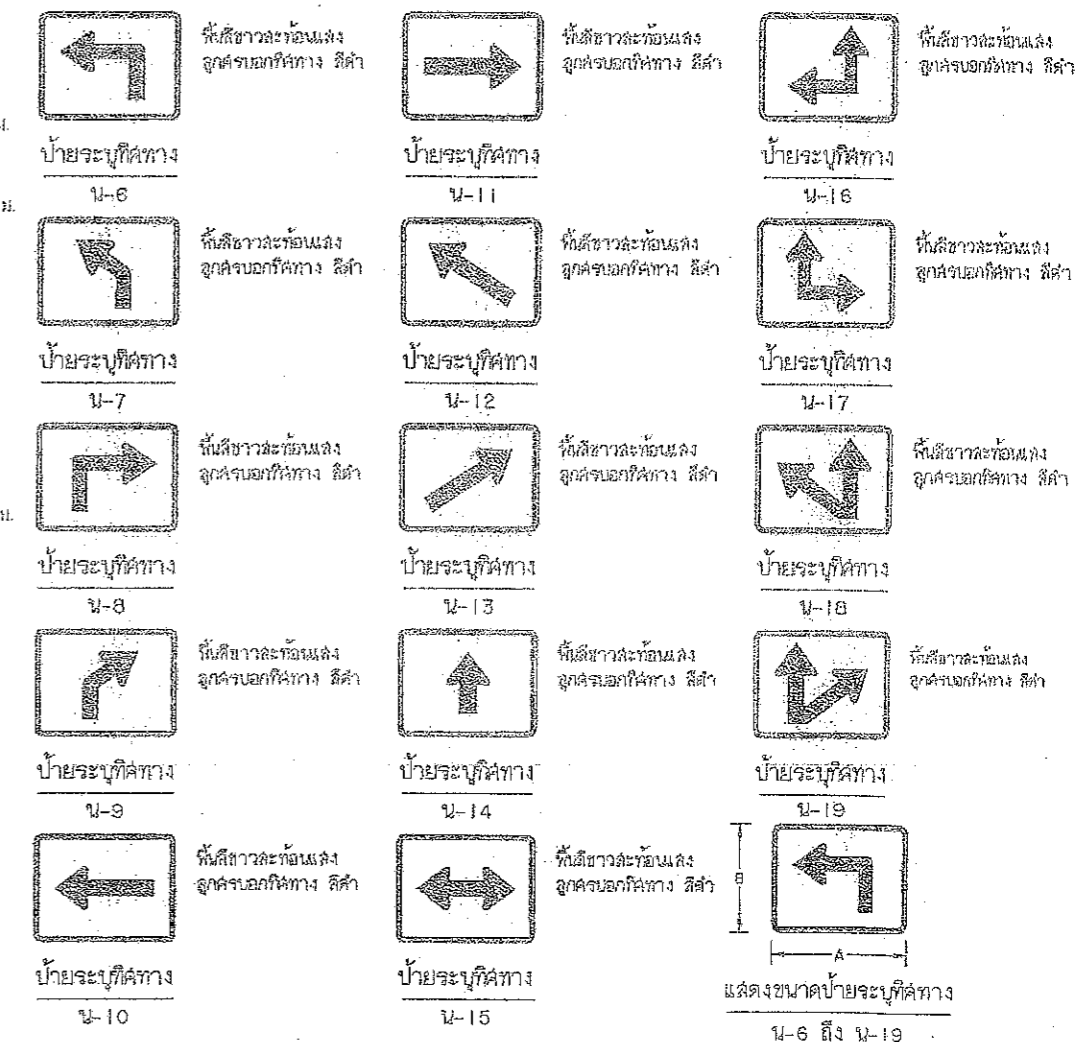 พื้นสีขาวสะท้อนแสง
ลูกศรบอกทิศทาง สีดำ
ป้ายระบุทิศทาง
น-6
พื้นสีขาวสะท้อนแสง
ลูกศรบอกทิศทาง สีดำ
ป้ายระบุทิศทาง
น-11
พื้นสีขาวสะท้อนแสง
ลูกศรบอกทิศทาง สีดำ
ป้ายระบุทิศทาง
น-16
พื้นสีขาวสะท้อนแสง
ลูกศรบอกทิศทาง สีดำ
ป้ายระบุทิศทาง
น-7
พื้นสีขาวสะท้อนแสง
ลูกศรบอกทิศทาง สีดำ
ป้ายระบุทิศทาง
น-12
พื้นสีขาวสะท้อนแสง
ลูกศรบอกทิศทาง สีดำ
ป้ายระบุทิศทาง
น-17
พื้นสีขาวสะท้อนแสง
ลูกศรบอกทิศทาง สีดำ
ป้ายระบุทิศทาง
น-8
พื้นสีขาวสะท้อนแสง
ลูกศรบอกทิศทาง สีดำ
ป้ายระบุทิศทาง
น-13
พื้นสีขาวสะท้อนแสง
ลูกศรบอกทิศทาง สีดำ
ป้ายระบุทิศทาง
น-18
พื้นสีขาวสะท้อนแสง
ลูกศรบอกทิศทาง สีดำ
ป้ายระบุทิศทาง
น-9
พื้นสีขาวสะท้อนแสง
ลูกศรบอกทิศทาง สีดำ
ป้ายระบุทิศทาง
น-14
พื้นสีขาวสะท้อนแสง
ลูกศรบอกทิศทาง สีดำ
ป้ายระบุทิศทาง
น-19
พื้นสีขาวสะท้อนแสง
ลูกศรบอกทิศทาง สีดำ
ป้ายระบุทิศทาง
น-10
พื้นสีขาวสะท้อนแสง
ลูกศรบอกทิศทาง สีดำ
ป้ายระบุทิศทาง
น-15
B
A
แสดงขนาดป้ายระบุทิศทาง
น-6 ถึง น-19